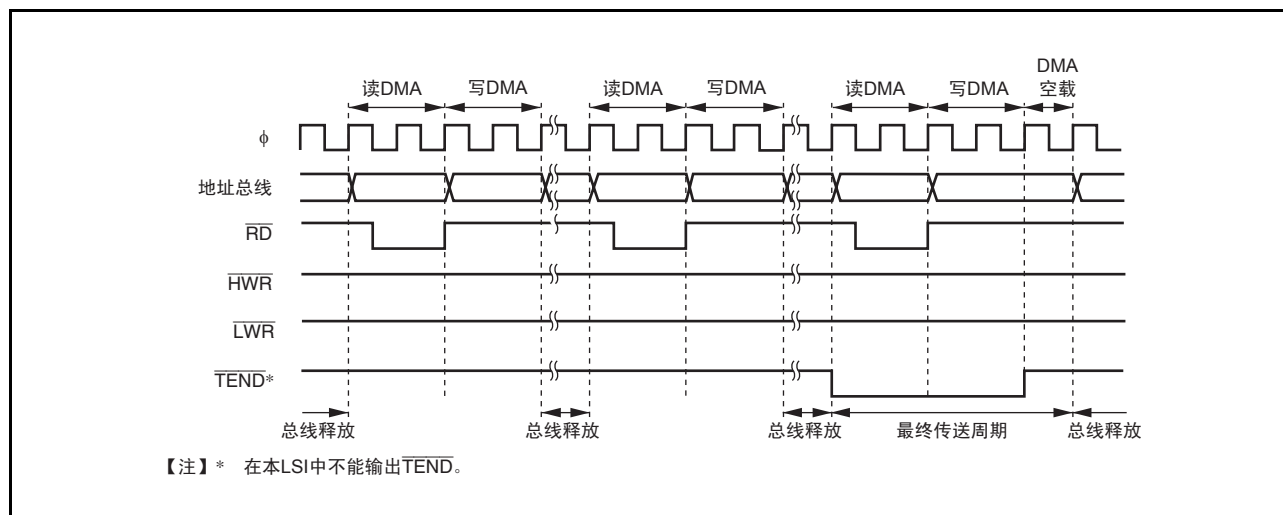 DMA
读DMA 写DMA 读DMA 写DMA 读DMA 写DMA 空载
ϕ
地址总线
RD
HWR
LWR
TEND*
总线释放 总线释放 总线释放 最终传送周期 总线释放
【注】* 在本LSI中不能输出TEND。